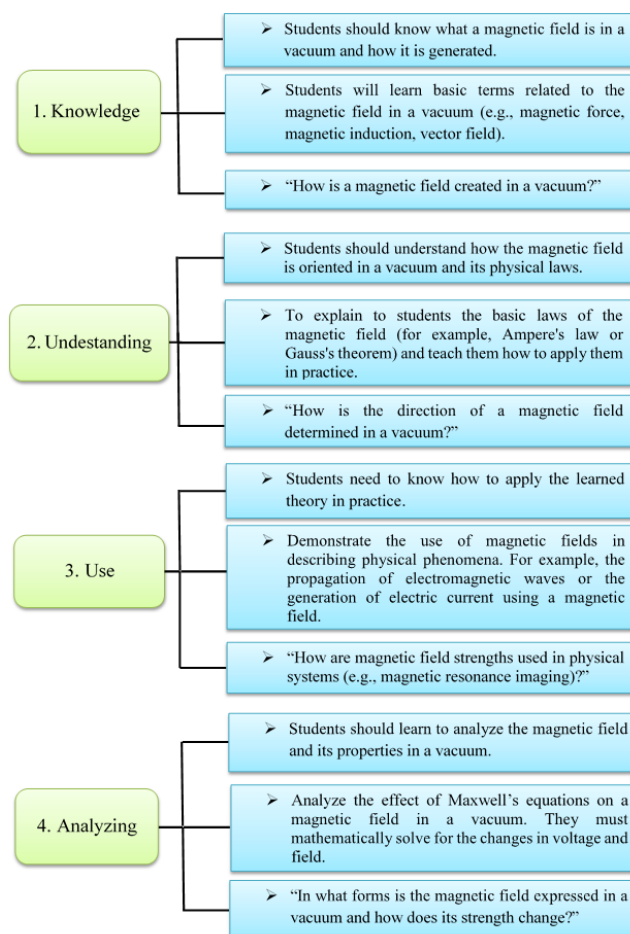 1. Knowledge
➢ Students should know what a magnetic field is in a
vacuum and how it is generated.
➢ Students will learn basic terms related to the
magnetic field in a vacuum (e.g., magnetic force,
magnetic induction, vector field).
➢ “How is a magnetic field created in a vacuum?”
2. Undestanding
➢ Students should understand how the magnetic field
is oriented in a vacuum and its physical laws.
➢ To explain to students the basic laws of the
magnetic field (for example, Ampere's law or
Gauss's theorem) and teach them how to apply them
in practice.
➢ “How is the direction of a magnetic field
determined in a vacuum?”
3. Use
➢ Students need to know how to apply the learned
theory in practice.
➢ Demonstrate the use of magnetic fields in
describing physical phenomena. For example, the
propagation of electromagnetic waves or the
generation of electric current using a magnetic
field.
➢ “How are magnetic field strengths used in physical
systems (e.g., magnetic resonance imaging)?”
4. Analyzing
➢ Students should learn to analyze the magnetic field
and its properties in a vacuum.
➢ Analyze the effect of Maxwell’s equations on a
magnetic field in a vacuum. They must
mathematically solve for the changes in voltage and
field.
➢ “In what forms is the magnetic field expressed in a
vacuum and how does its strength change?”